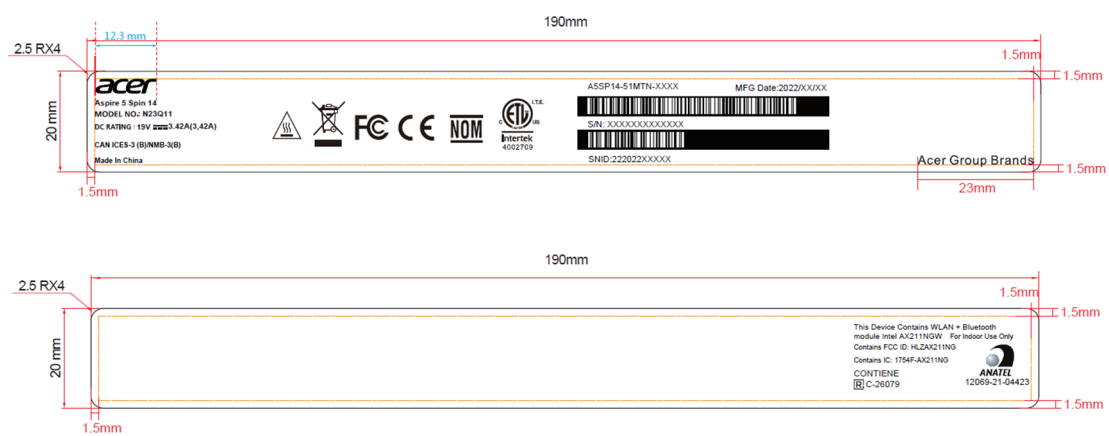 190mm
12.3 mm
2.5 RX4
1.5mm
1.5mm
20 mm
acer
Aspire 5 Spin 14
MODEL NO.: N23Q11
DC RATING : 19V 3.42A(3,42A)
CAN ICES-3 (B)/NMB-3(B)
Made In China
FC CE
NOM
I.T.E.
ETL
C US
Intertek
4002709
A5SP14-51MTN-XXXX
MFG Date:2022/XX/XX
S/N: XXXXXXXXXXXXX
SNID:222022XXXXX
Acer Group Brands
1.5mm
1.5mm
23mm
190mm
2.5 RX4
1.5mm
1.5mm
20 mm
This Device Contains WLAN + Bluetooth
module Intel AX211NGW For Indoor Use Only
Contains FCC ID: HLZAX211NG
Contains IC: 1754F-AX211NG
CONTIENE
R C-26079
ANATEL
12069-21-04423
1.5mm
1.5mm